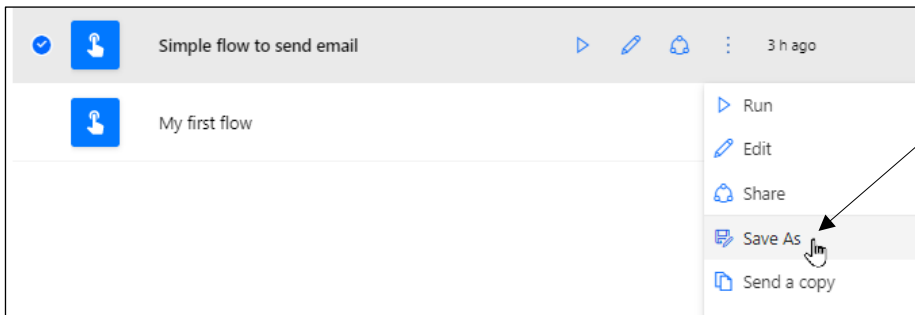 Simple flow to send email 3 h ago
My first flow
Run
Edit
Share
Save As
Send a copy